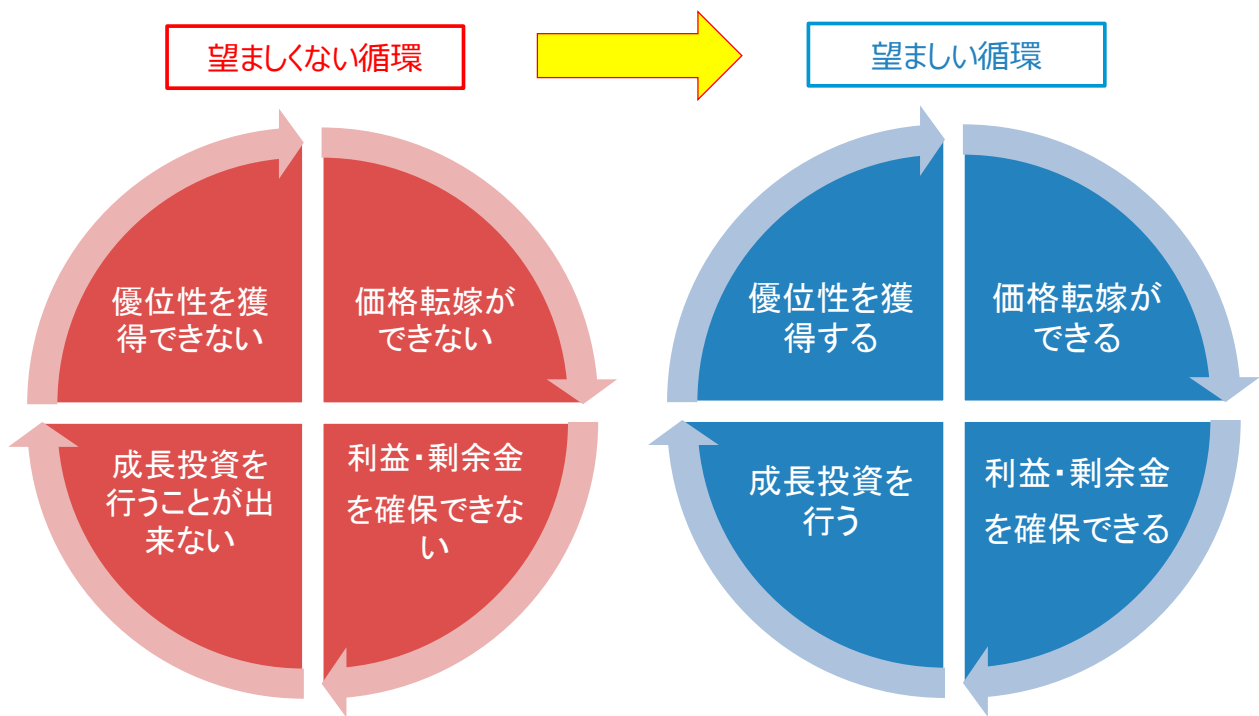 望ましくない循環
望ましい循環
優位性を獲
得できない
価格転嫁が
できない
成長投資を
行うことが出
来ない
利益・剰余金
を確保できな
い
優位性を獲
得する
価格転嫁が
できる
成長投資を
行う
利益・剰余金
を確保できる